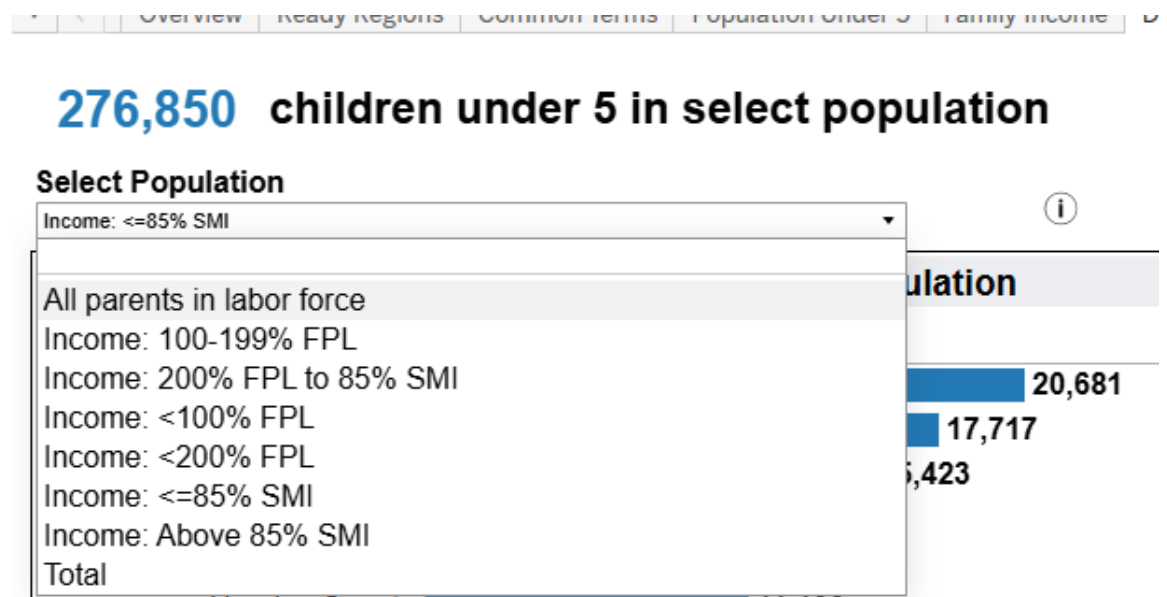 Overview Ready Regions Common Terms Population Under 5 Family Income
276,850 children under 5 in select population
Select Population
Income: <=85% SMI
i
ulation
All parents in labor force
Income: 100-199% FPL
Income: 200% FPL to 85% SMI
20,681
Income: <100% FPL
17,717
Income: <200% FPL
5,423
Income: <=85% SMI
Income: Above 85% SMI
Total